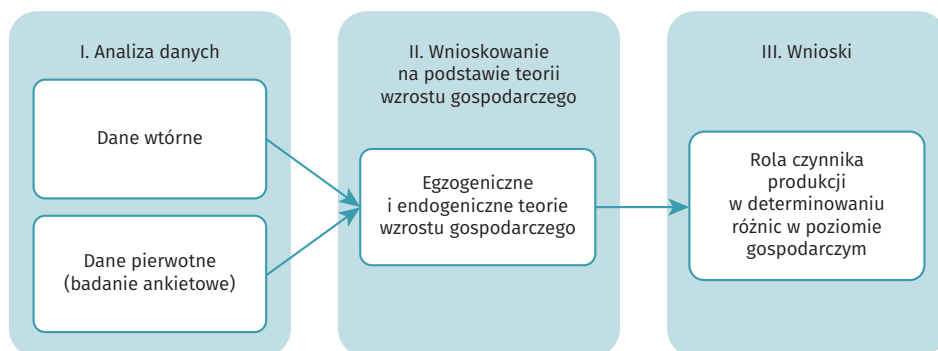 I. Analiza danych
Dane wtórne
Dane pierwotne
(badanie ankietowe)
II. Wnioskowanie
na podstawie teorii
wzrostu gospodarczego
Egzogeniczne
i endogeniczne teorie
wzrostu gospodarczego
III. Wnioski
Rola czynnika
produkcji
w determinowaniu
różnic w poziomie
gospodarczym